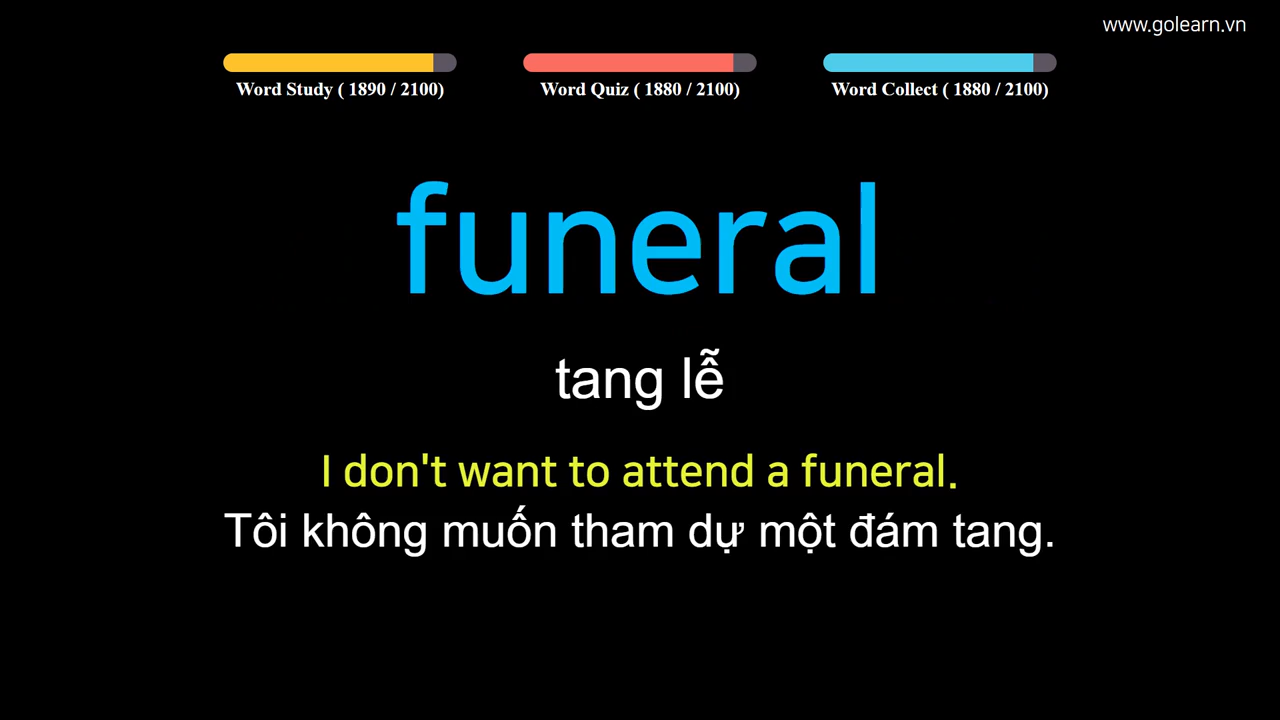 www.golearn.vn
Word Study ( 1890 / 2100)
Word Quiz ( 1880 / 2100)
Word Collect ( 1880 / 2100)
funeral
tang lễ
I don't want to attend a funeral.
Tôi không muốn tham dự một đám tang.